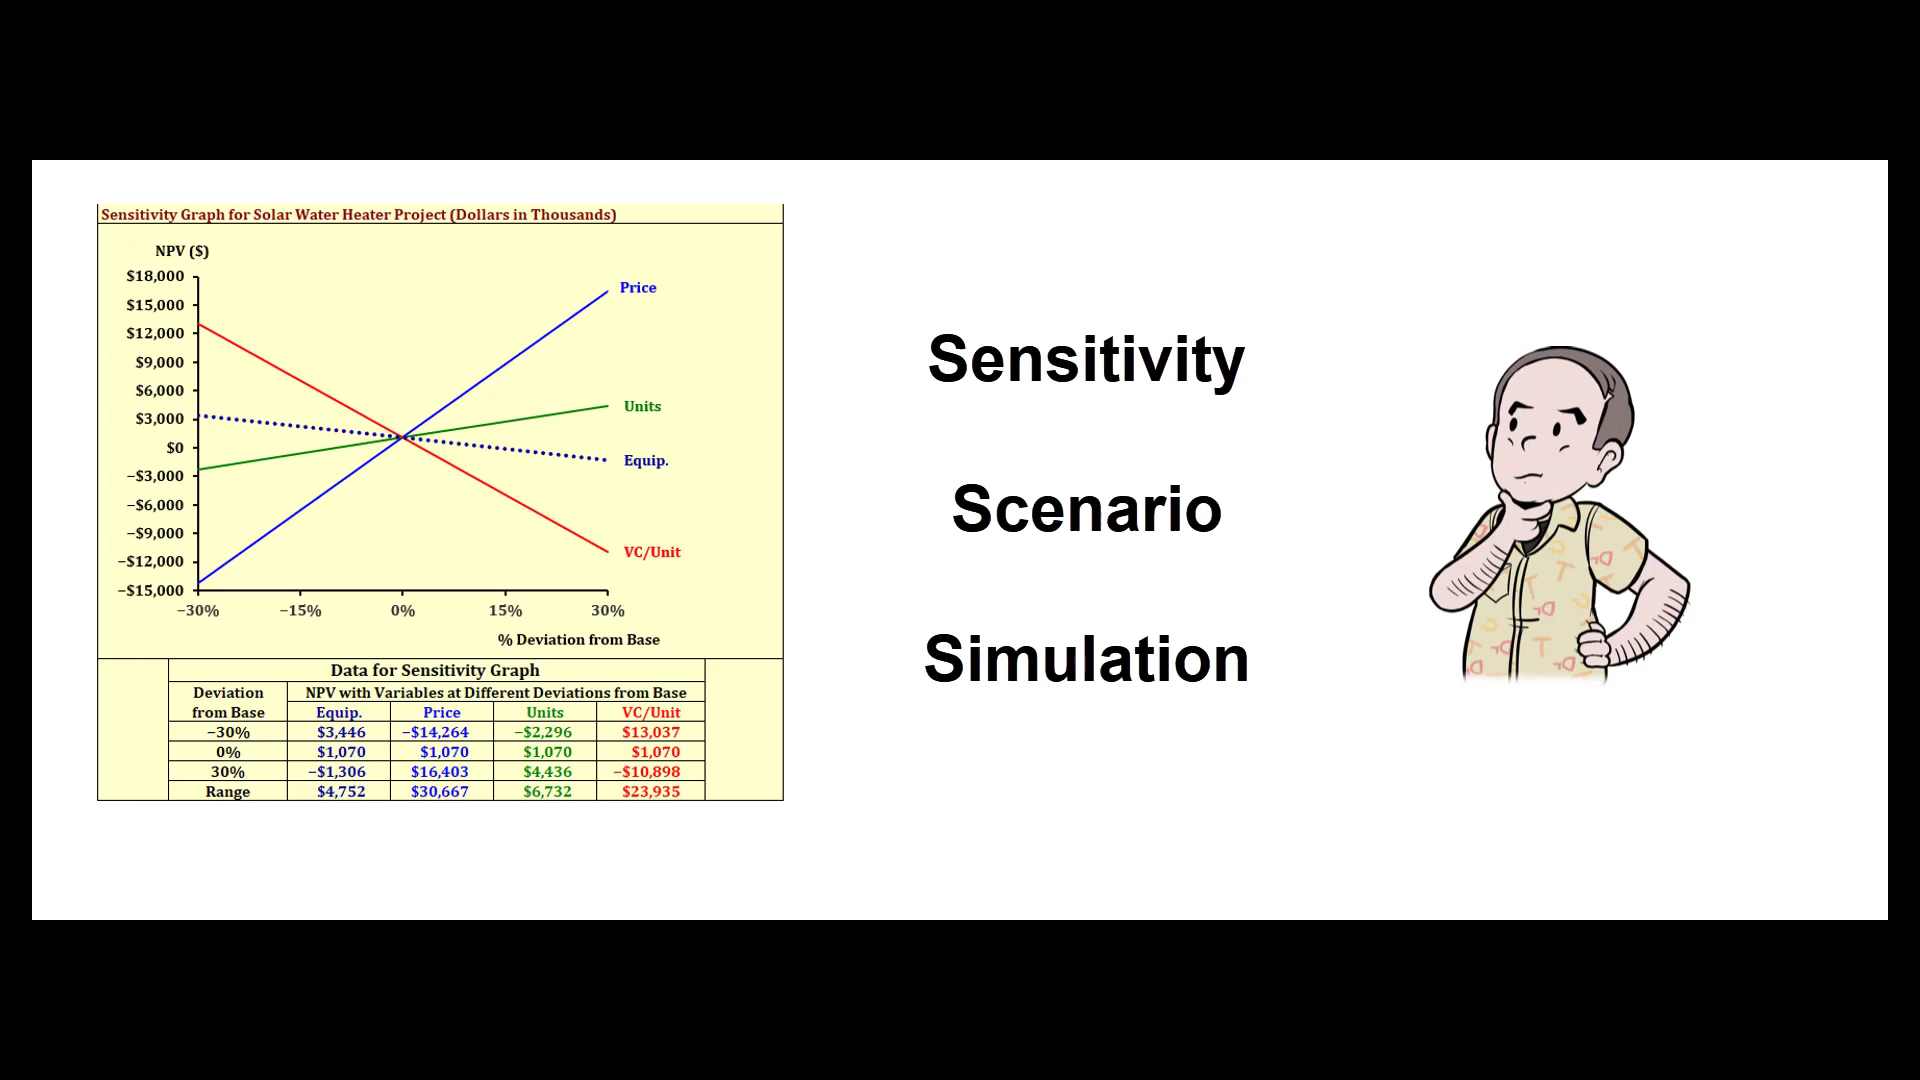 Sensitivity Graph for Solar Water Heater Project (Dollars in Thousands)
NPV ($)
$18,000
$15,000
$12,000
$9,000
$6,000
$3,000
$0
−$3,000
−$6,000
−$9,000
−$12,000
−$15,000
−30% −15% 0% 15% 30%
% Deviation from Base
Price
Units
Equip.
VC/Unit
Data for Sensitivity Graph
Deviation NPV with Variables at Different Deviations from Base
from Base Equip. Price Units VC/Unit
−30% $3,446 −$14,264 −$2,296 $13,037
0% $1,070 $1,070 $1,070 $1,070
30% −$1,306 $16,403 $4,436 −$10,898
Range $4,752 $30,667 $6,732 $23,935
Sensitivity
Scenario
Simulation